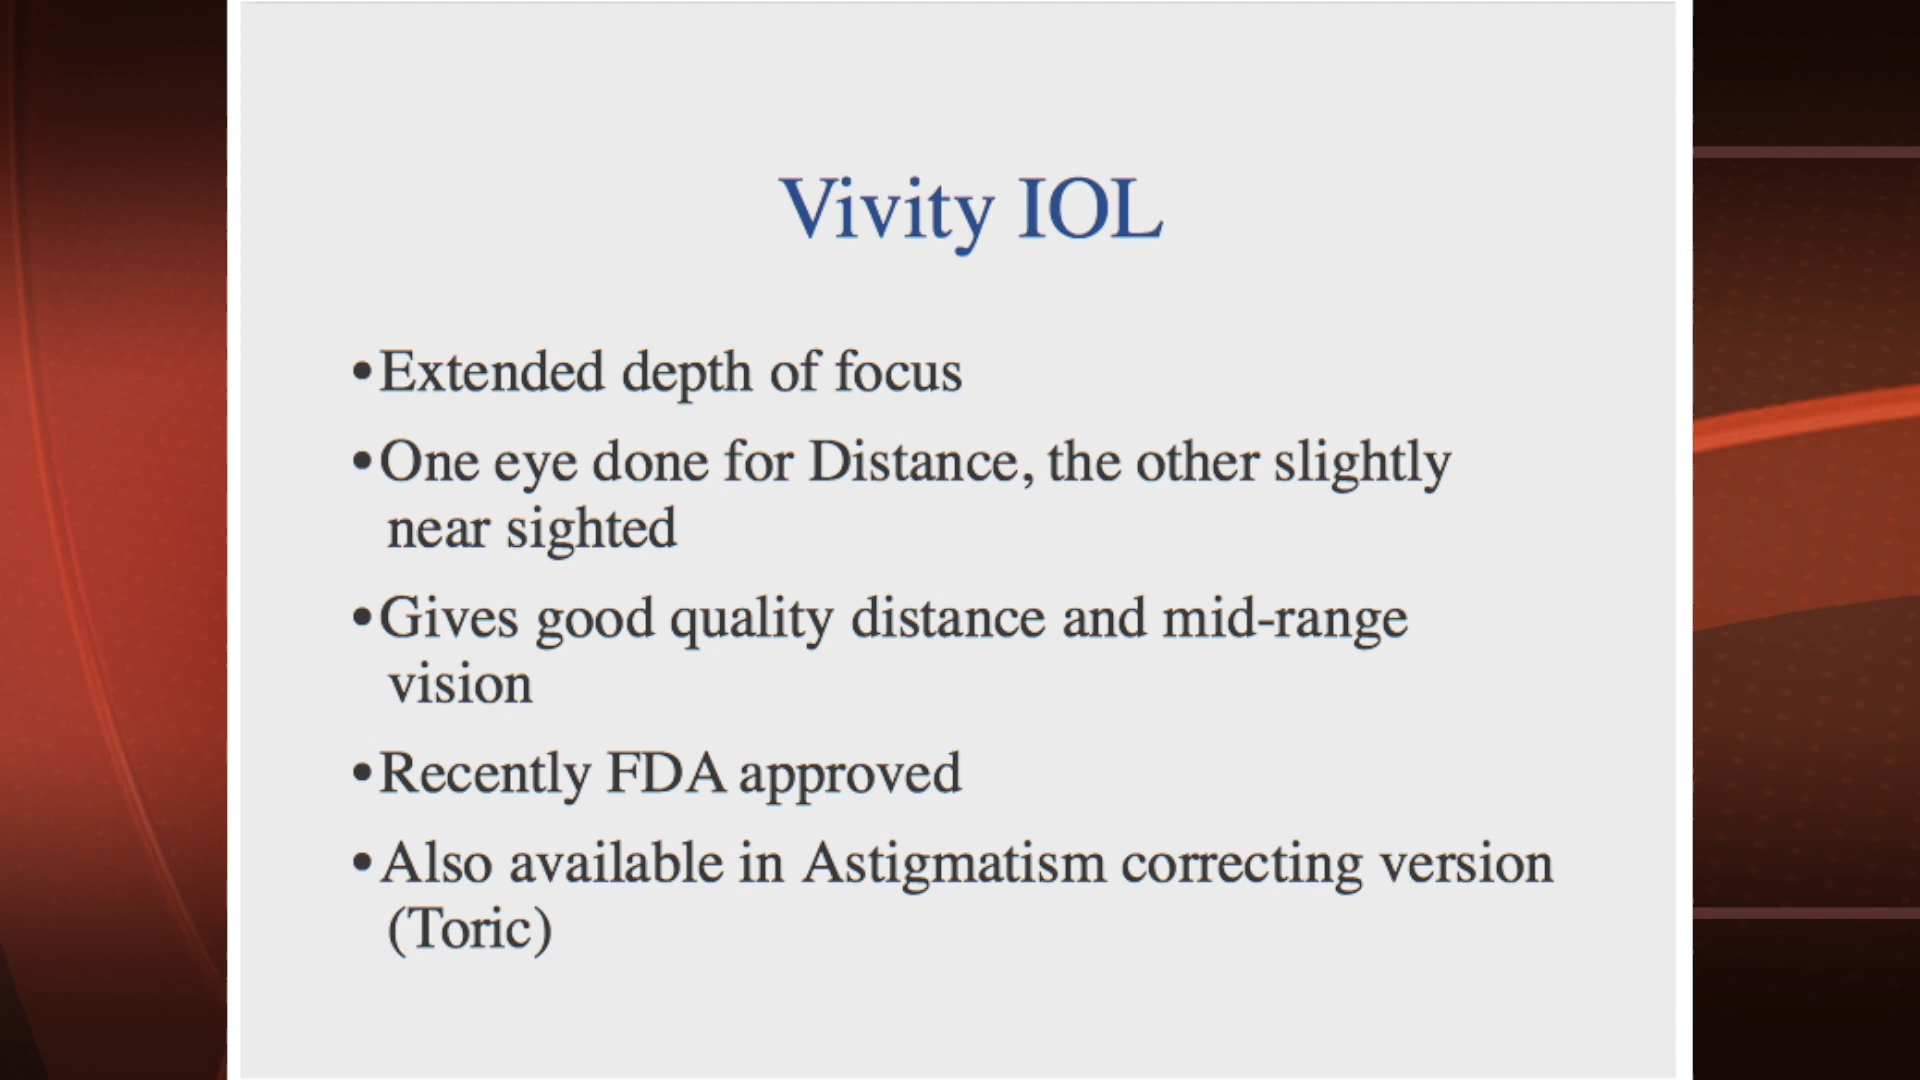 Vivity IOL
•Extended depth of focus
•One eye done for Distance, the other slightly
near sighted
•Gives good quality distance and mid-range
vision
•Recently FDA approved
•Also available in Astigmatism correcting version
(Toric)